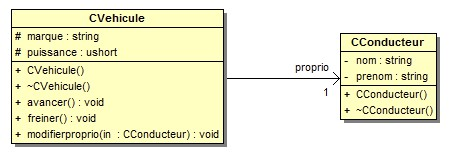 CVehicule
# marque : string
# puissance : ushort
+ CVehicule()
+ ~CVehicule()
+ avancer() : void
+ freiner() : void
+ modifierproprio(in : CConducteur) : void
proprio
1
CConducteur
- nom : string
- prenom : string
+ CConducteur()
+ ~CConducteur()